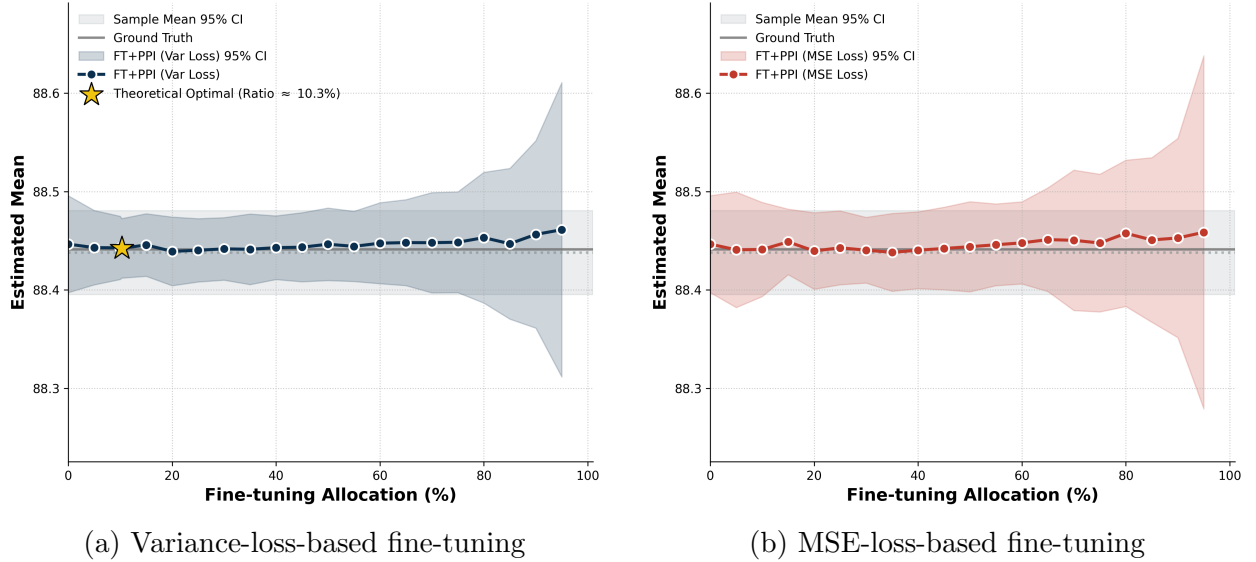 Sample Mean 95% CI
Ground Truth
FT+PPI (Var Loss) 95% CI
FT+PPI (Var Loss)
Theoretical Optimal (Ratio ≈ 10.3%)
Estimated Mean
88.6
88.5
88.4
88.3
0 20 40 60 80 100
Fine-tuning Allocation (%)
(a) Variance-loss-based fine-tuning
Sample Mean 95% CI
Ground Truth
FT+PPI (MSE Loss) 95% CI
FT+PPI (MSE Loss)
Estimated Mean
88.6
88.5
88.4
88.3
0 20 40 60 80 100
Fine-tuning Allocation (%)
(b) MSE-loss-based fine-tuning